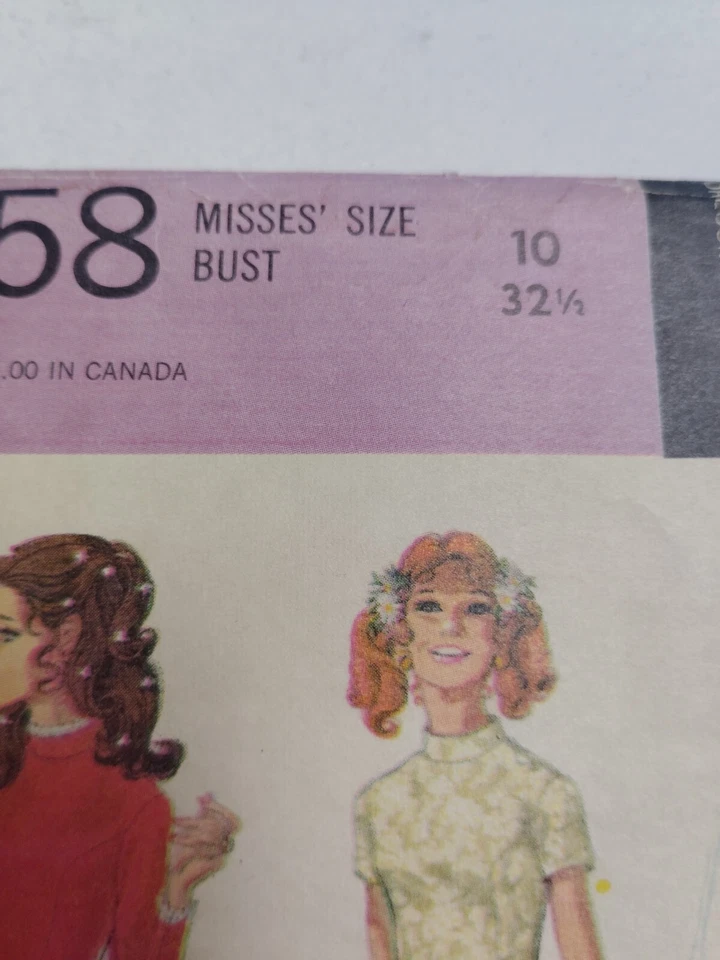 58 MISSES' SIZE 10
BUST 32½
.00 IN CANADA